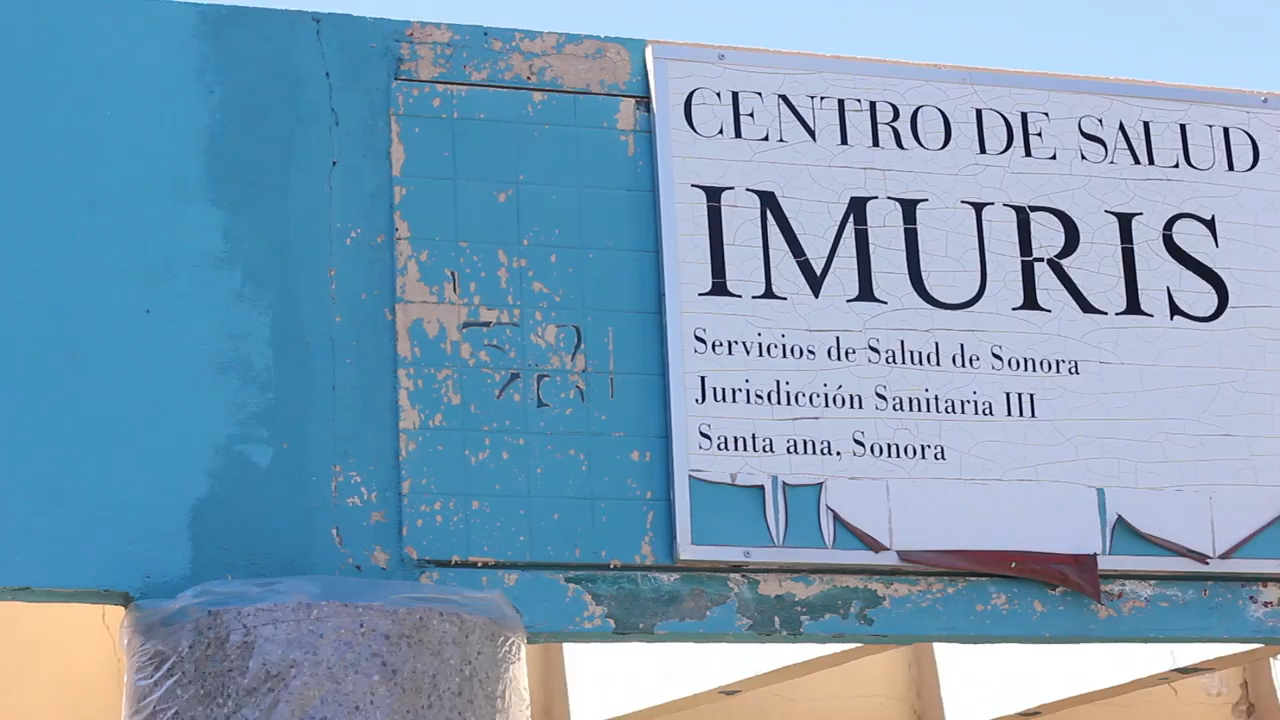 CENTRO DE SALUD
IMURIS
Servicios de Salud de Sonora
Jurisdicción Sanitaria III
Santa ana, Sonora